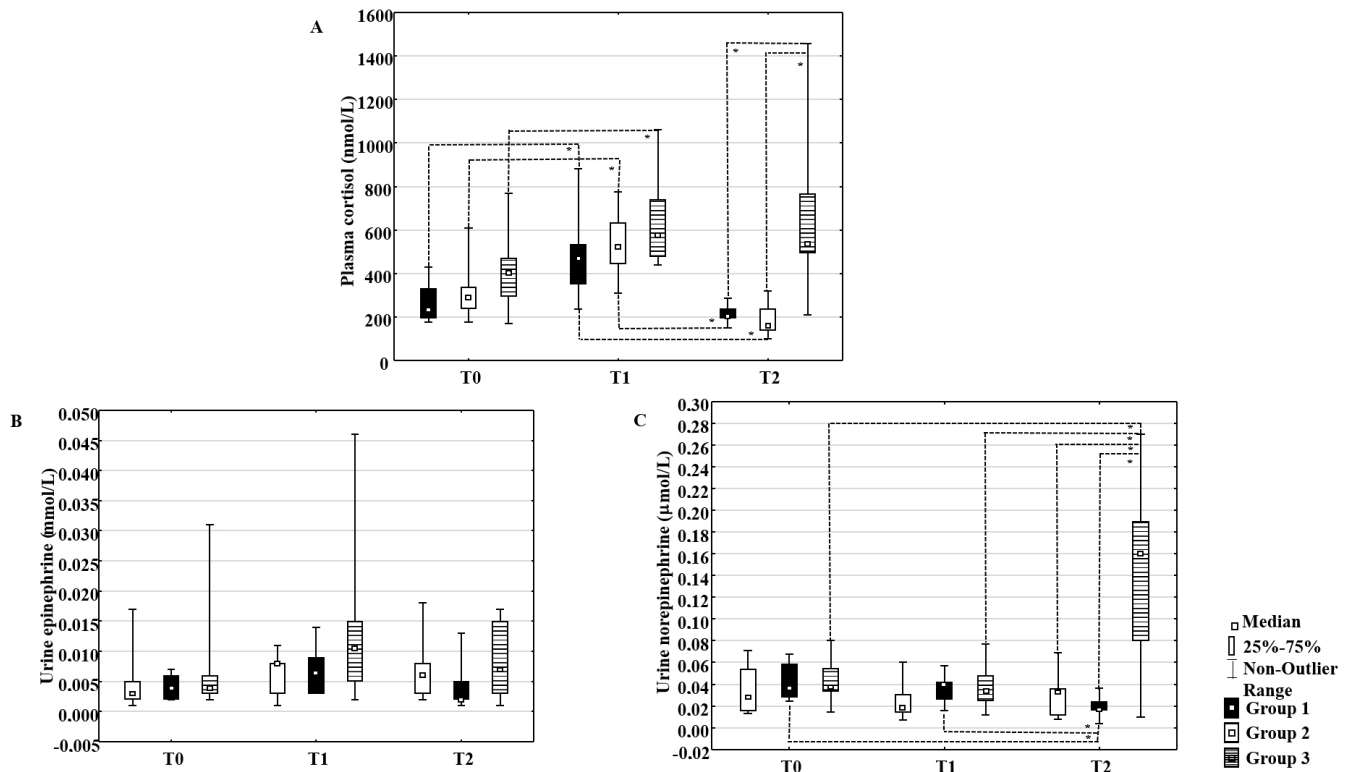 A
Plasma cortisol (nmol/L)
1600
1400
1200
1000
800
600
400
200
0
* * * * * * *
T0 T1 T2
B
Urine epinephrine (mmol/L)
0.050
0.045
0.040
0.035
0.030
0.025
0.020
0.015
0.010
0.005
0.000
-0.005
T0 T1 T2
C
Urine norepinephrine (µmol/L)
0.30
0.28
0.26
0.24
0.22
0.20
0.18
0.16
0.14
0.12
0.10
0.08
0.06
0.04
0.02
0.00
-0.02
*
*
*
*
*
*
T0 T1 T2
Median
25%-75%
Non-Outlier
Range
Group 1
Group 2
Group 3